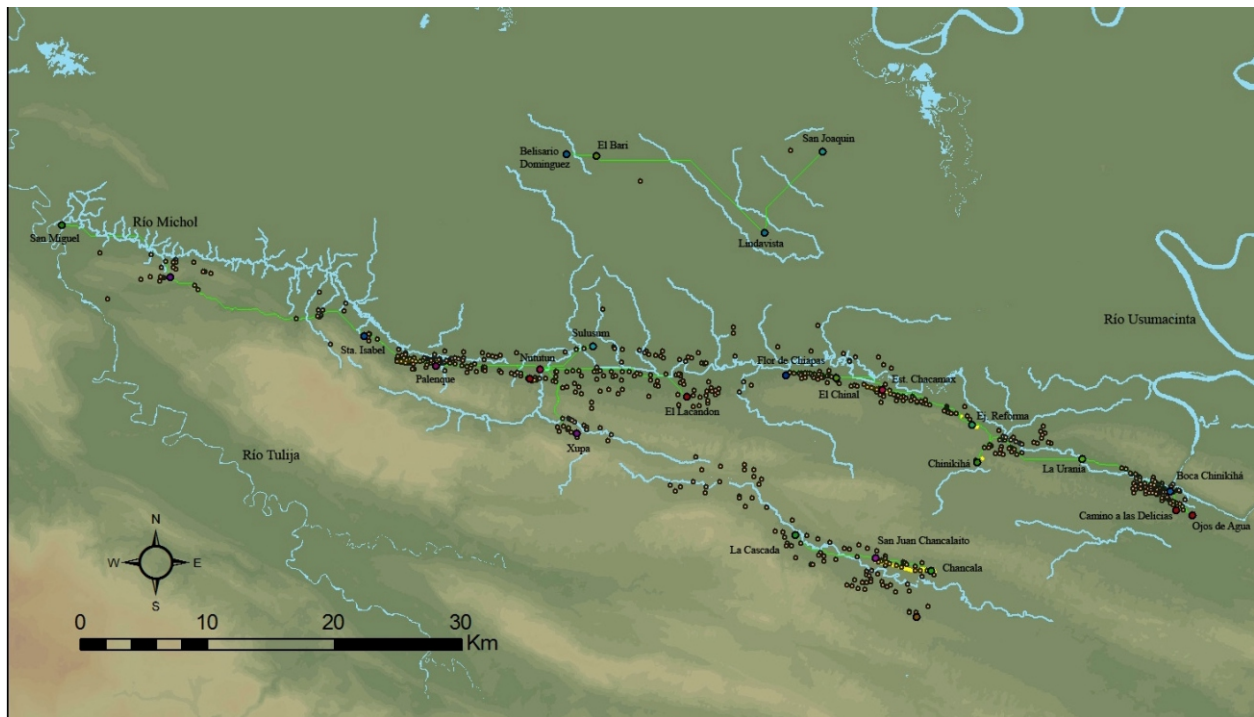 San Joaquin
El Bari
Belisario
Dominguez
Río Michol
San Miguel
Lindavista
Río Usumacinta
Sulusum
Sta. Isabel
Nututun
Flor de Chiapas
Palenque
Est. Chacamax
El Chinal
El Lacandon
Ej. Reforma
Xupa
Río Tulija
Chinikihá
La Urania
Boca Chinikihá
Camino a las Delicias
Ojos de Agua
San Juan Chancalaito
La Cascada
Chancala
N
W
E
S
0 10 20 30
Km